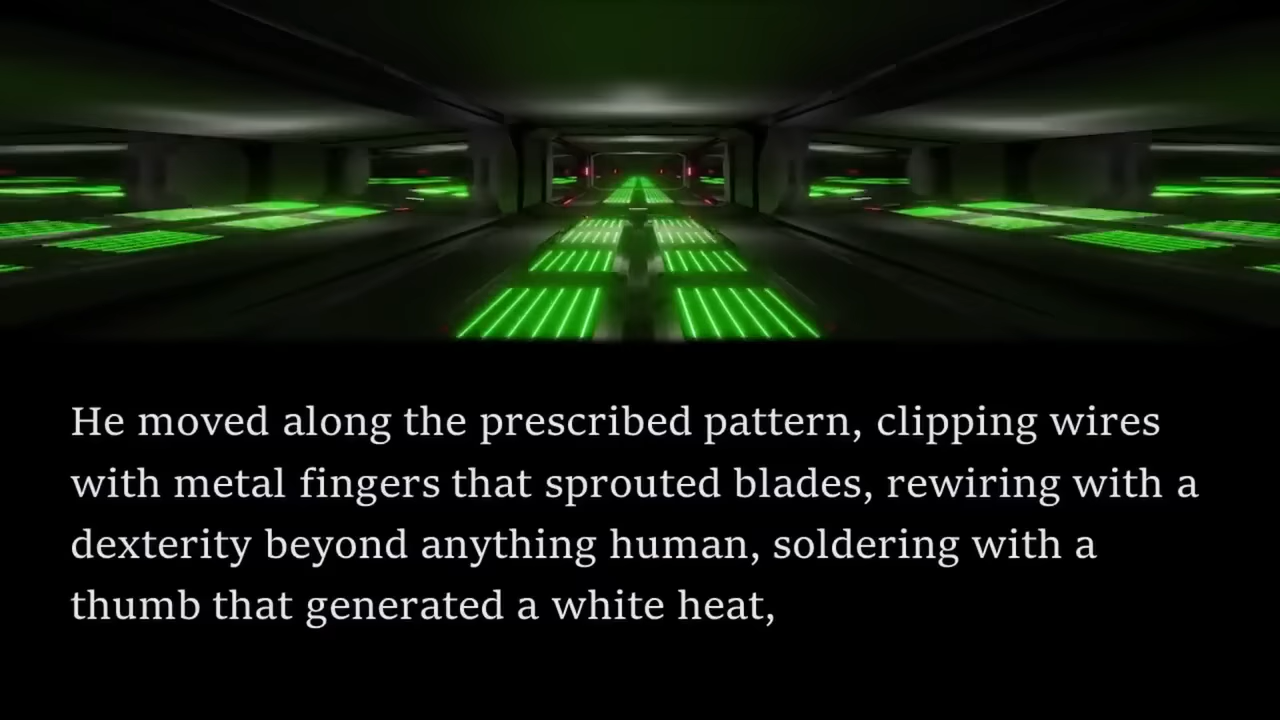 He moved along the prescribed pattern, clipping wires
with metal fingers that sprouted blades, rewiring with a
dexterity beyond anything human, soldering with a
thumb that generated a white heat,